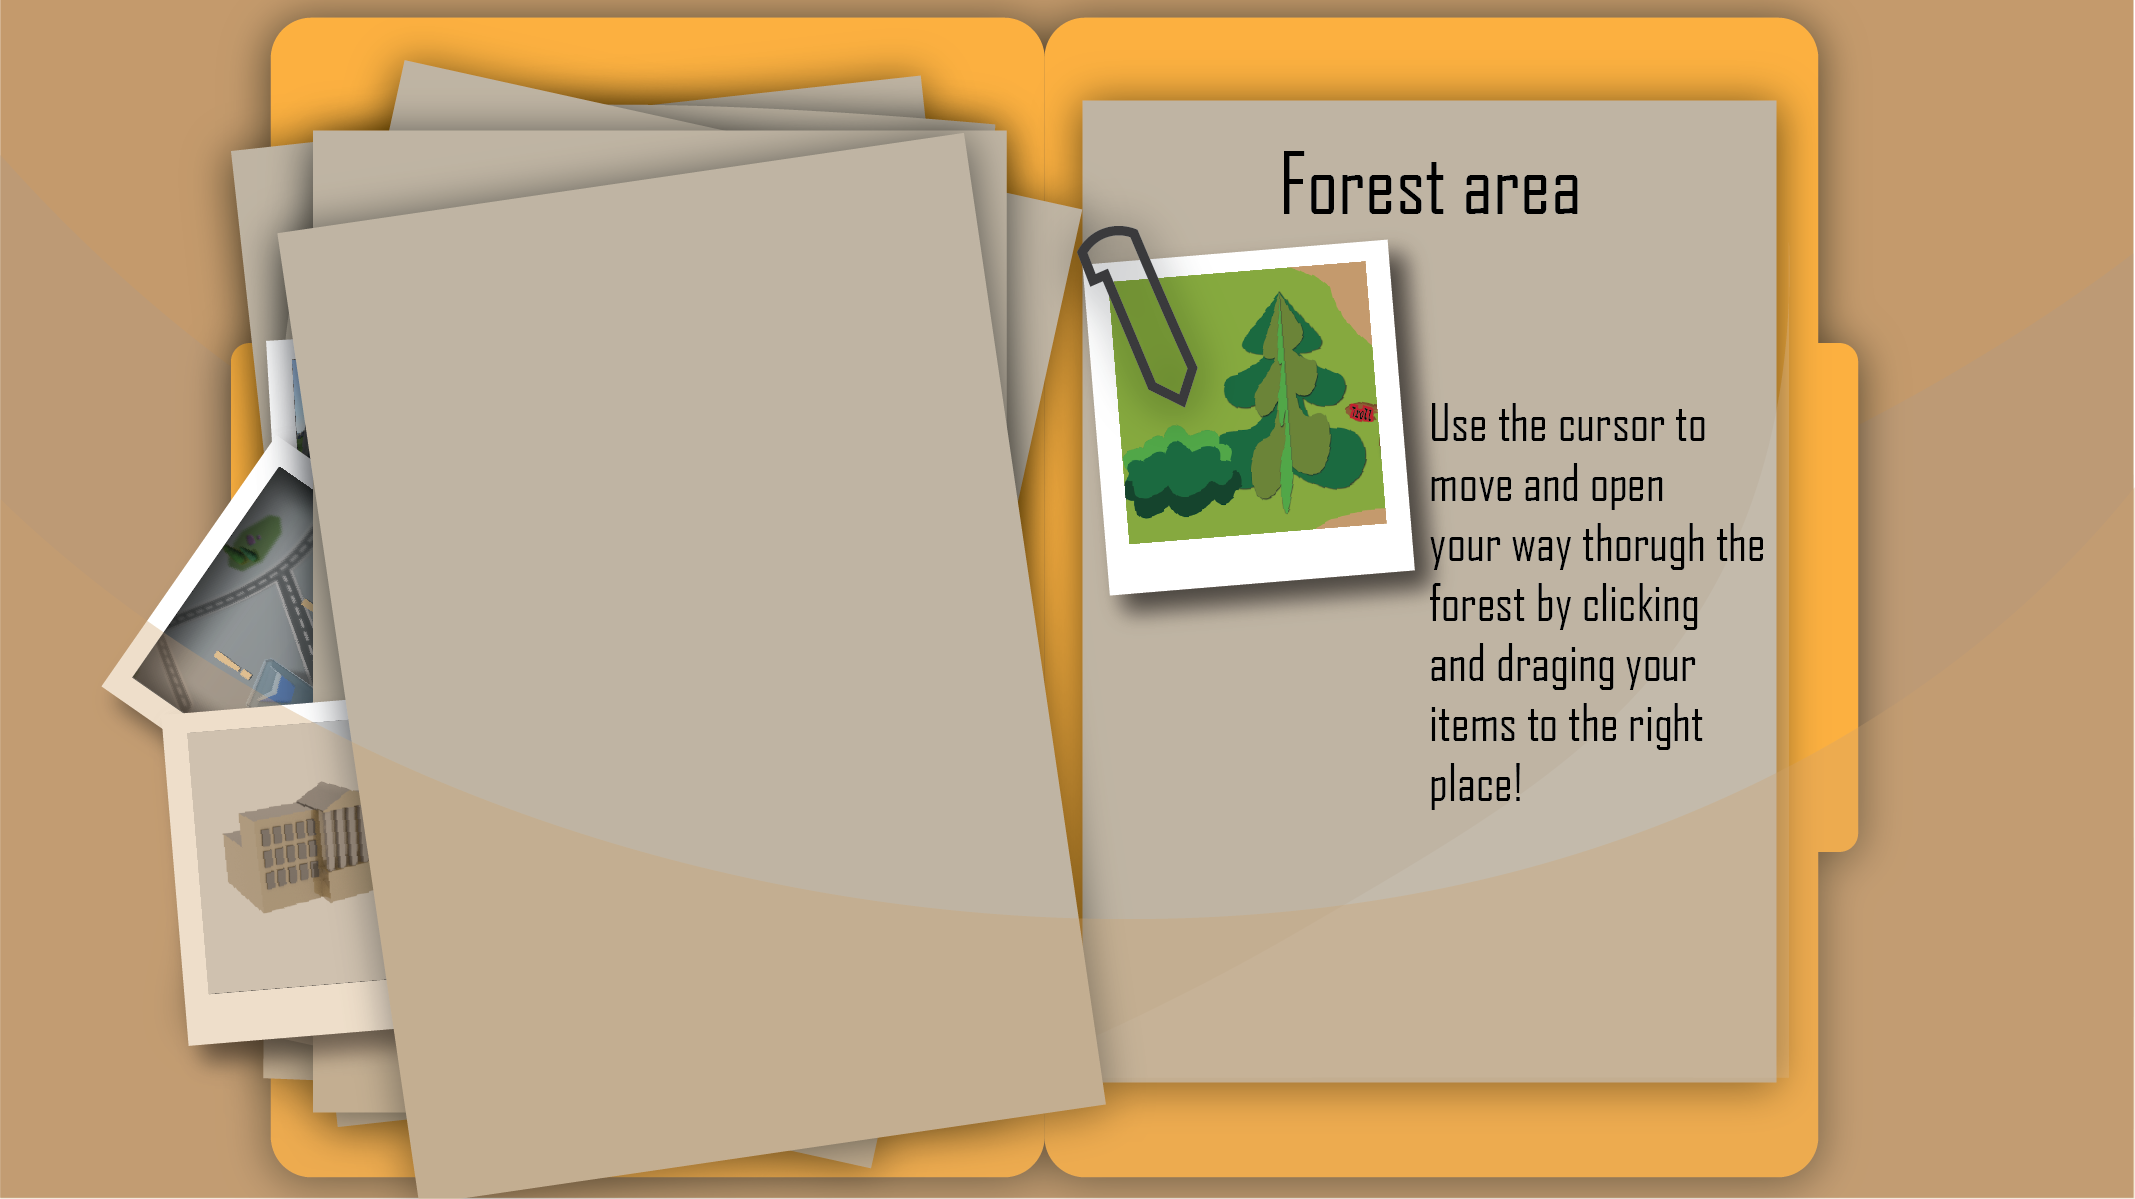 Forest area
Troll
Use the cursor to
move and open
your way thorugh the
forest by clicking
and draging your
items to the right
place!